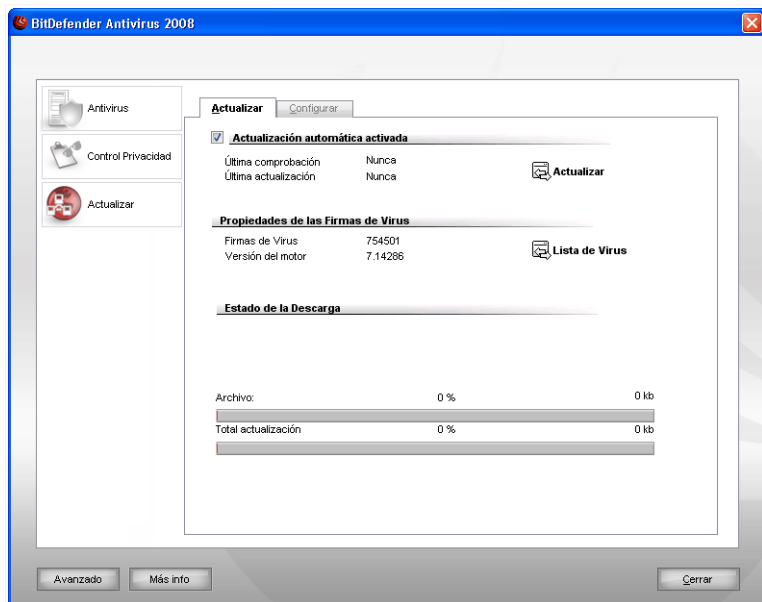 BitDefender Antivirus 2008
Antivirus
Control Privacidad
Actualizar
Actualizar Configurar
Actualización automática activada
Última comprobación Nunca
Última actualización Nunca
Actualizar
Propiedades de las Firmas de Virus
Firmas de Virus 754501
Versión del motor 7.14286
Lista de Virus
Estado de la Descarga
Archivo: 0 % 0 kb
Total actualización 0 % 0 kb
Avanzado Más info Cerrar